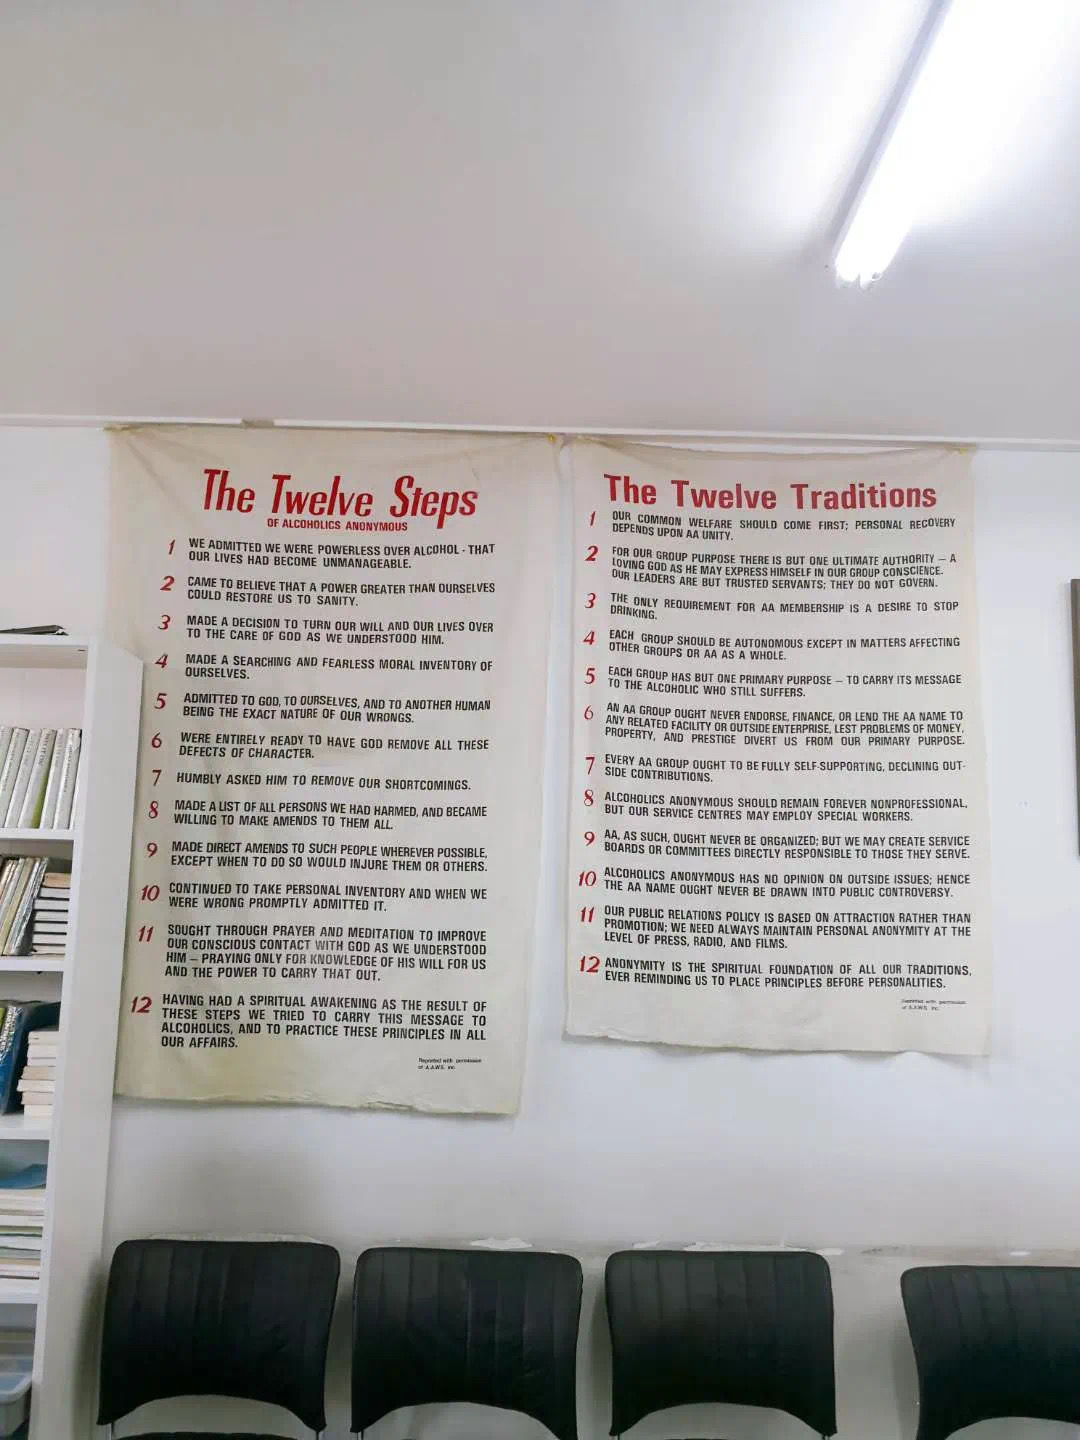 The Twelve Steps
OF ALCOHOLICS ANONYMOUS
1 WE ADMITTED WE WERE POWERLESS OVER ALCOHOL - THAT
OUR LIVES HAD BECOME UNMANAGEABLE.
2 CAME TO BELIEVE THAT A POWER GREATER THAN OURSELVES
COULD RESTORE US TO SANITY.
3 MADE A DECISION TO TURN OUR WILL AND OUR LIVES OVER
TO THE CARE OF GOD AS WE UNDERSTOOD HIM.
4 MADE A SEARCHING AND FEARLESS MORAL INVENTORY OF
OURSELVES.
5 ADMITTED TO GOD, TO OURSELVES, AND TO ANOTHER HUMAN
BEING THE EXACT NATURE OF OUR WRONGS.
6 WERE ENTIRELY READY TO HAVE GOD REMOVE ALL THESE
DEFECTS OF CHARACTER.
7 HUMBLY ASKED HIM TO REMOVE OUR SHORTCOMINGS.
8 MADE A LIST OF ALL PERSONS WE HAD HARMED, AND BECAME
WILLING TO MAKE AMENDS TO THEM ALL.
9 MADE DIRECT AMENDS TO SUCH PEOPLE WHEREVER POSSIBLE,
EXCEPT WHEN TO DO SO WOULD INJURE THEM OR OTHERS.
10 CONTINUED TO TAKE PERSONAL INVENTORY AND WHEN WE
WERE WRONG PROMPTLY ADMITTED IT.
11 SOUGHT THROUGH PRAYER AND MEDITATION TO IMPROVE
OUR CONSCIOUS CONTACT WITH GOD AS WE UNDERSTOOD
HIM — PRAYING ONLY FOR KNOWLEDGE OF HIS WILL FOR US
AND THE POWER TO CARRY THAT OUT.
12 HAVING HAD A SPIRITUAL AWAKENING AS THE RESULT OF
THESE STEPS WE TRIED TO CARRY THIS MESSAGE TO
ALCOHOLICS, AND TO PRACTICE THESE PRINCIPLES IN ALL
OUR AFFAIRS.
Reprinted with permission
of A.A.W.S. Inc
The Twelve Traditions
1 OUR COMMON WELFARE SHOULD COME FIRST; PERSONAL RECOVERY
DEPENDS UPON AA UNITY.
2 FOR OUR GROUP PURPOSE THERE IS BUT ONE ULTIMATE AUTHORITY — A
LOVING GOD AS HE MAY EXPRESS HIMSELF IN OUR GROUP CONSCIENCE.
OUR LEADERS ARE BUT TRUSTED SERVANTS; THEY DO NOT GOVERN.
3 THE ONLY REQUIREMENT FOR AA MEMBERSHIP IS A DESIRE TO STOP
DRINKING.
4 EACH GROUP SHOULD BE AUTONOMOUS EXCEPT IN MATTERS AFFECTING
OTHER GROUPS OR AA AS A WHOLE.
5 EACH GROUP HAS BUT ONE PRIMARY PURPOSE — TO CARRY ITS MESSAGE
TO THE ALCOHOLIC WHO STILL SUFFERS.
6 AN AA GROUP OUGHT NEVER ENDORSE, FINANCE, OR LEND THE AA NAME TO
ANY RELATED FACILITY OR OUTSIDE ENTERPRISE, LEST PROBLEMS OF MONEY,
PROPERTY, AND PRESTIGE DIVERT US FROM OUR PRIMARY PURPOSE.
7 EVERY AA GROUP OUGHT TO BE FULLY SELF-SUPPORTING, DECLINING OUT-
SIDE CONTRIBUTIONS.
8 ALCOHOLICS ANONYMOUS SHOULD REMAIN FOREVER NONPROFESSIONAL,
BUT OUR SERVICE CENTRES MAY EMPLOY SPECIAL WORKERS.
9 AA, AS SUCH, OUGHT NEVER BE ORGANIZED; BUT WE MAY CREATE SERVICE
BOARDS OR COMMITTEES DIRECTLY RESPONSIBLE TO THOSE THEY SERVE.
10 ALCOHOLICS ANONYMOUS HAS NO OPINION ON OUTSIDE ISSUES; HENCE
THE AA NAME OUGHT NEVER BE DRAWN INTO PUBLIC CONTROVERSY.
11 OUR PUBLIC RELATIONS POLICY IS BASED ON ATTRACTION RATHER THAN
PROMOTION; WE NEED ALWAYS MAINTAIN PERSONAL ANONYMITY AT THE
LEVEL OF PRESS, RADIO, AND FILMS.
12 ANONYMITY IS THE SPIRITUAL FOUNDATION OF ALL OUR TRADITIONS,
EVER REMINDING US TO PLACE PRINCIPLES BEFORE PERSONALITIES.
Reprinted with permission
of A.A.W.S. Inc.